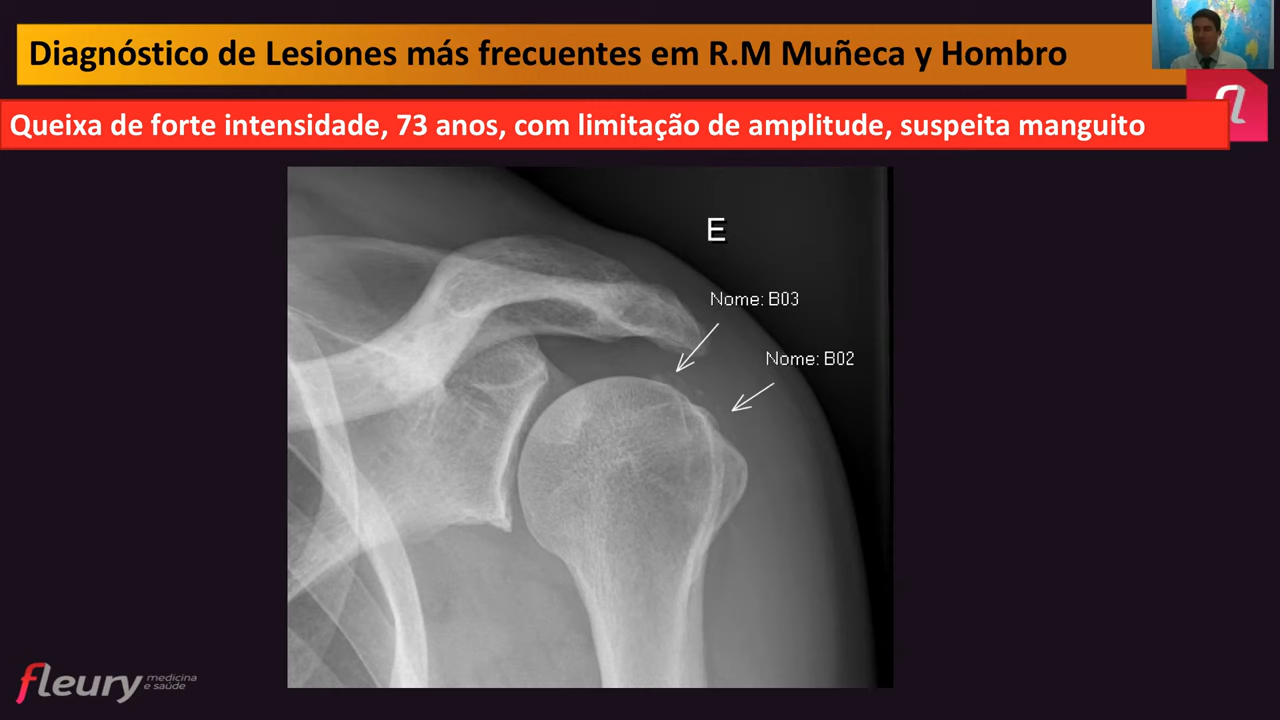 Diagnóstico de Lesiones más frecuentes em R.M Muñeca y Hombro
Queixa de forte intensidade, 73 anos, com limitação de amplitude, suspeita manguito
E
Nome: B03
Nome: B02
fleury medicina
e saúde